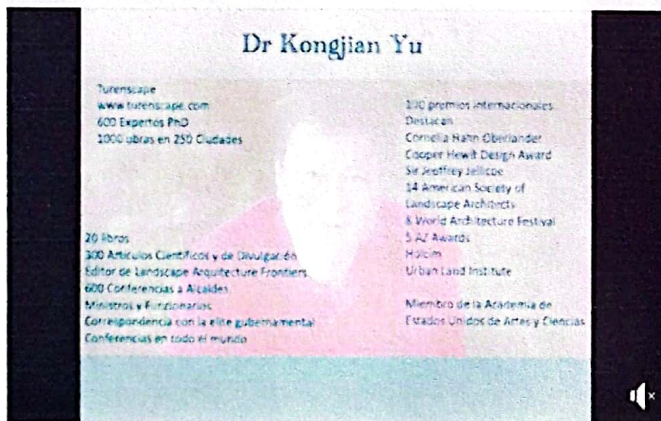 Dr Kongjian Yu
Turenscape
www.turenscape.com
600 Expertos PhD
1000 obras en 250 Ciudades
20 libros
300 Artículos Científicos y de Divulgación
Editor de Landscape Arquitecture Frontiers
600 Conferencias a Alcaldes
Ministros y Funcionarios
Correspondencia con la elite gubernamental
Conferencias en todo el mundo
premios internacionales
Destacan
Cornelia Hahn Oberlander
Cooper Hewit Design Award
Sir Jeoffrey Jellicoe
14 American Society of
Landscape Architects
8 World Architecture Festival
5 AZ Awards
Holcim
Urban Land Institute
Miembro de la Academia de
Estados Unidos de Artes y Ciencias